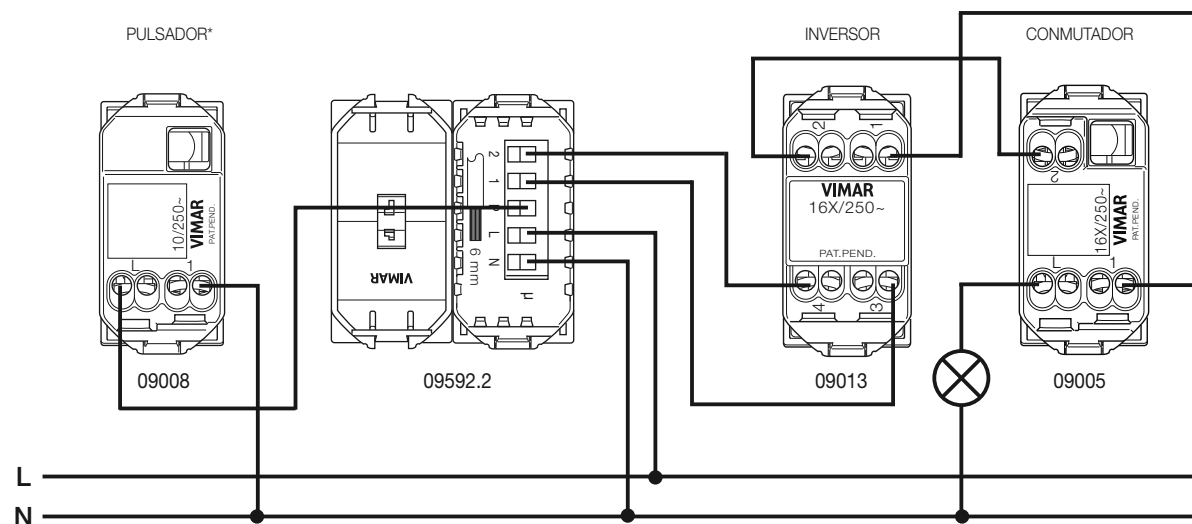 PULSADOR*
INVERSOR
CONMUTADOR
10/250~
VIMAR
PAT.PEND.
L
1
09008
VIMAR
2
1
P
L
N
6 mm
µ
09592.2
2
1
VIMAR
16X/250~
PAT.PEND.
4
3
09013
2
16X/250~
VIMAR
PAT.PEND.
L
1
09005
L
N